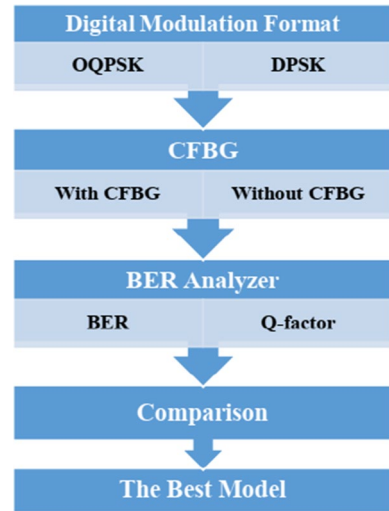 Digital Modulation Format
OQPSK DPSK
CFBG
With CFBG Without CFBG
BER Analyzer
BER Q-factor
Comparison
The Best Model